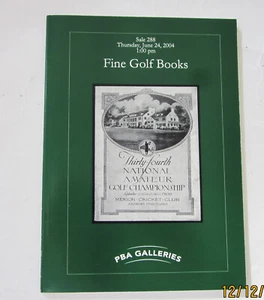 Sale 288
Thursday, June 24, 2004
1:00 pm
Fine Golf Books
Thirty-fourth
NATIONAL
AMATEUR
GOLF CHAMPIONSHIP
MERION·CRICKET·CLUB
PBA GALLERIES
12/12/